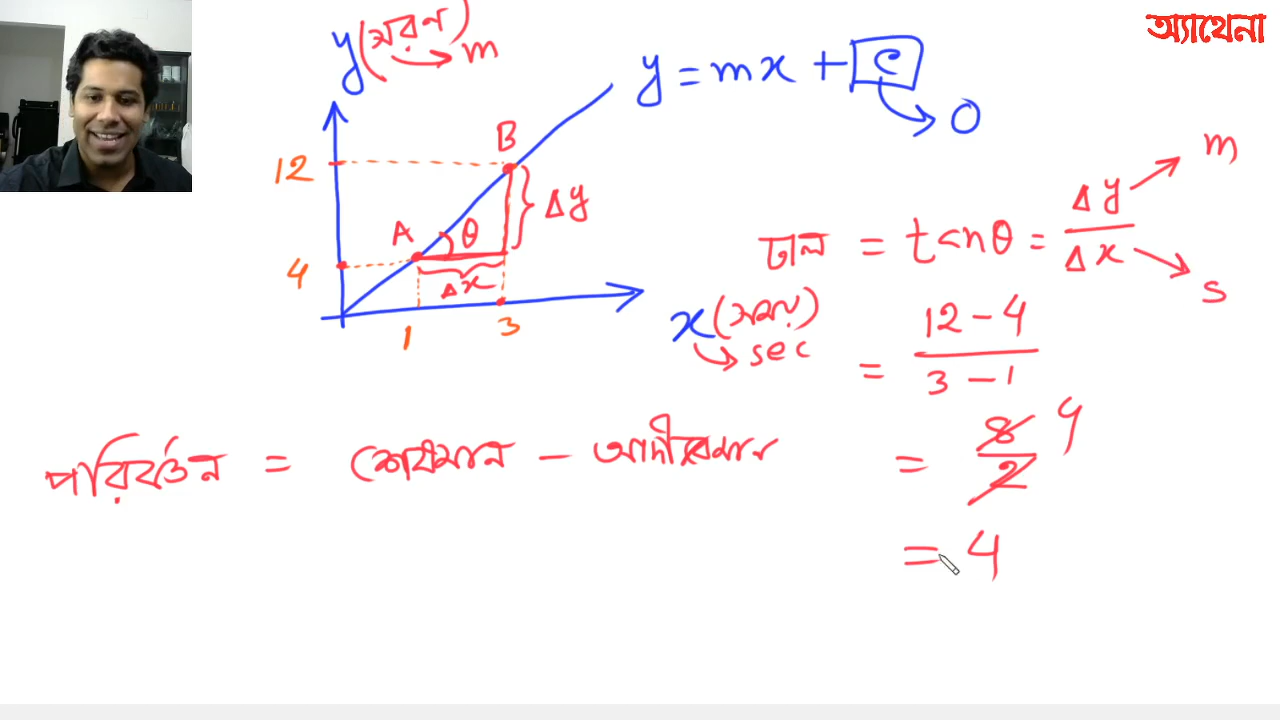 অ্যাথেনা
y(সরণ)
→ m
y = mx + c
→ 0
B
12
Δy
A
θ
4
Δx
1
3
x(সময়)
→ sec
ঢাল = tanθ = Δy/Δx
m
s
= 12 - 4 / 3 - 1
পরিবর্তন = শেষমান - আদিমান
= 8/2 4
= 4